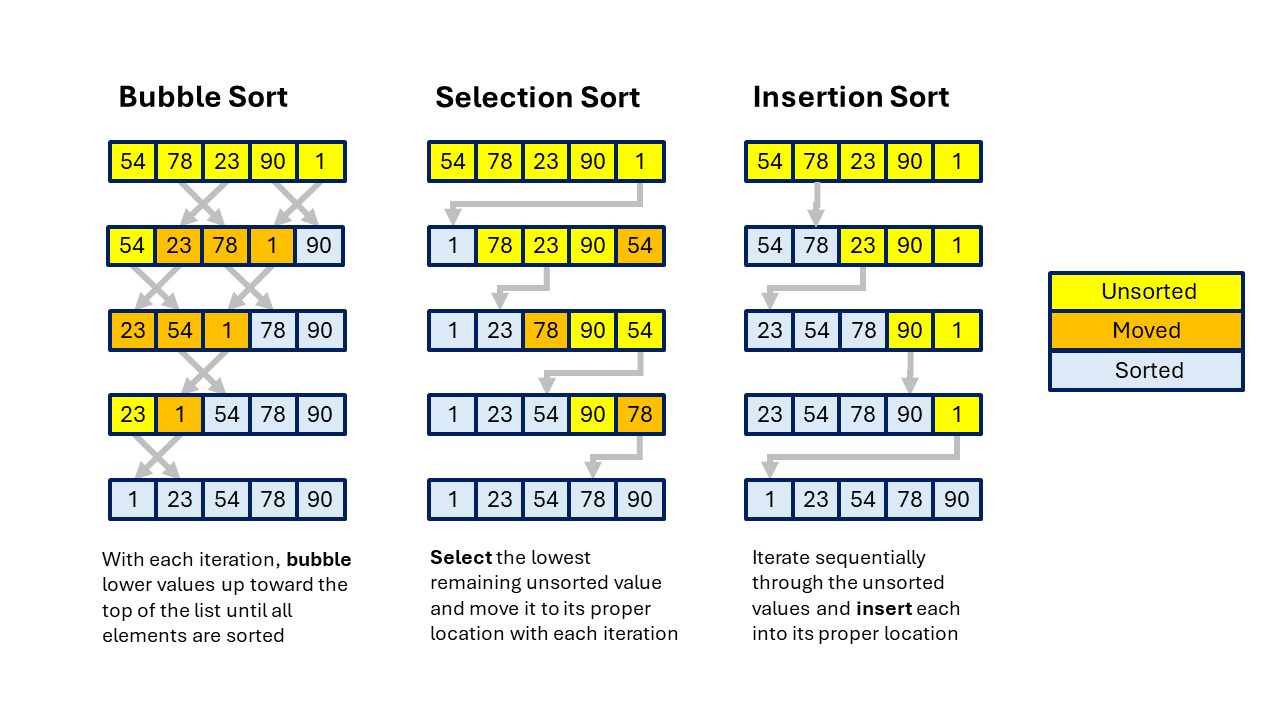 Bubble Sort
54 78 23 90 1
54 23 78 1 90
23 54 1 78 90
23 1 54 78 90
1 23 54 78 90
With each iteration, bubble
lower values up toward the
top of the list until all
elements are sorted
Selection Sort
54 78 23 90 1
1 78 23 90 54
1 23 78 90 54
1 23 54 90 78
1 23 54 78 90
Select the lowest
remaining unsorted value
and move it to its proper
location with each iteration
Insertion Sort
54 78 23 90 1
54 78 23 90 1
23 54 78 90 1
23 54 78 90 1
1 23 54 78 90
Iterate sequentially
through the unsorted
values and insert each
into its proper location
Unsorted
Moved
Sorted